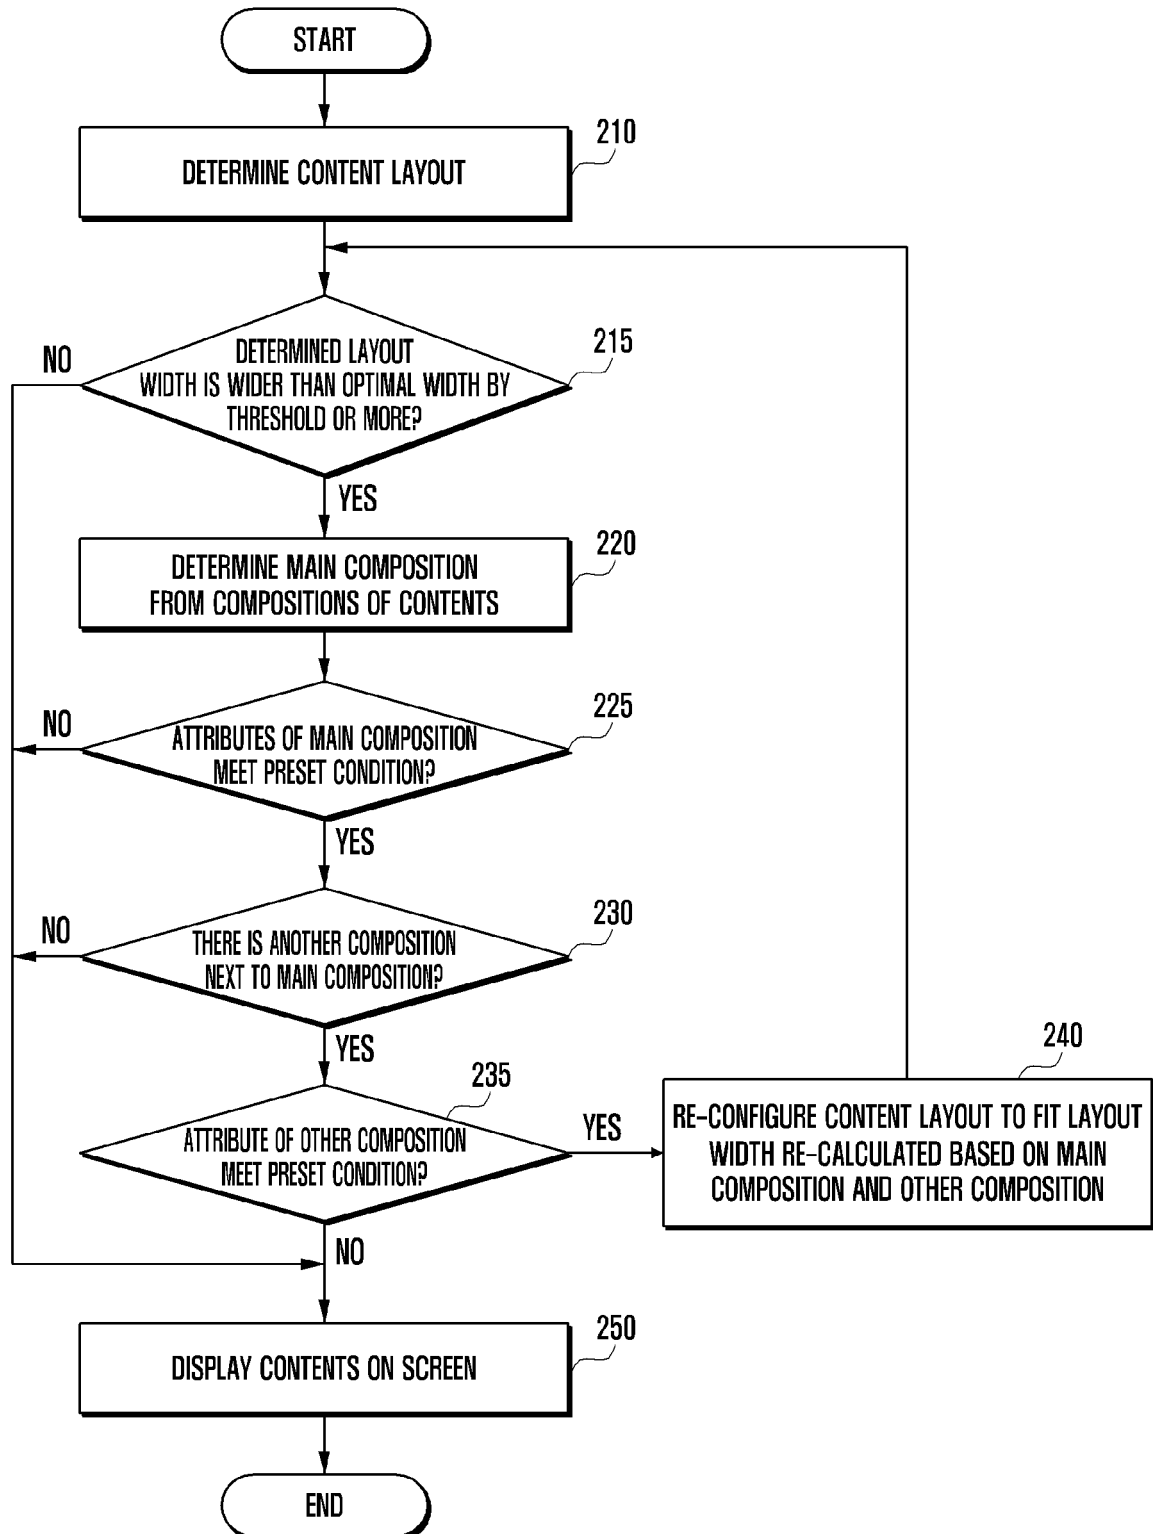 START
210
DETERMINE CONTENT LAYOUT
215
NO
DETERMINED LAYOUT
WIDTH IS WIDER THAN OPTIMAL WIDTH BY
THRESHOLD OR MORE?
YES
220
DETERMINE MAIN COMPOSITION
FROM COMPOSITIONS OF CONTENTS
225
NO
ATTRIBUTES OF MAIN COMPOSITION
MEET PRESET CONDITION?
YES
230
NO
THERE IS ANOTHER COMPOSITION
NEXT TO MAIN COMPOSITION?
YES
235
ATTRIBUTE OF OTHER COMPOSITION
MEET PRESET CONDITION?
YES
240
RE-CONFIGURE CONTENT LAYOUT TO FIT LAYOUT
WIDTH RE-CALCULATED BASED ON MAIN
COMPOSITION AND OTHER COMPOSITION
NO
250
DISPLAY CONTENTS ON SCREEN
END